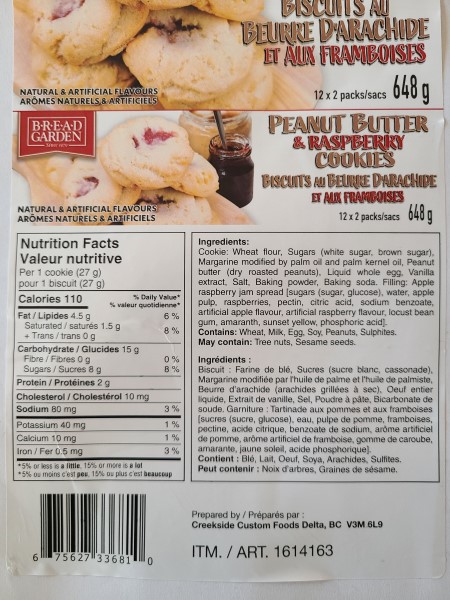 BISCUITS AU
BEURRE D'ARACHIDE
ET AUX FRAMBOISES
NATURAL & ARTIFICIAL FLAVOURS
ARÔMES NATURELS & ARTIFICIELS
12 x 2 packs/sacs 648 g
BREAD
GARDEN
PEANUT BUTTER
& RASPBERRY
COOKIES
BISCUITS AU BEURRE D'ARACHIDE
ET AUX FRAMBOISES
NATURAL & ARTIFICIAL FLAVOURS
ARÔMES NATURELS & ARTIFICIELS
12 x 2 packs/sacs 648 g
Nutrition Facts
Valeur nutritive
Per 1 cookie (27 g)
pour 1 biscuit (27 g)
Calories 110
% Daily Value*
% valeur quotidienne*
Fat / Lipides 4.5 g 6 %
Saturated / saturés 1.5 g
+ Trans / trans 0 g 8 %
Carbohydrate / Glucides 15 g
Fibre / Fibres 0 g 0 %
Sugars / Sucres 8 g 8 %
Protein / Protéines 2 g
Cholesterol / Cholestérol 10 mg
Sodium 80 mg 3 %
Potassium 40 mg 1 %
Calcium 10 mg 1 %
Iron / Fer 0.5 mg 3 %
*5% or less is a little, 15% or more is a lot
*5% ou moins c'est peu, 15% ou plus c'est beaucoup
Ingredients:
Cookie: Wheat flour, Sugars (white sugar, brown sugar),
Margarine modified by palm oil and palm kernel oil, Peanut
butter (dry roasted peanuts), Liquid whole egg, Vanilla
extract, Salt, Baking powder, Baking soda. Filling: Apple
raspberry jam spread [sugars (sugar, glucose), water, apple
pulp, raspberries, pectin, citric acid, sodium benzoate,
artificial apple flavour, artificial raspberry flavour, locust bean
gum, amaranth, sunset yellow, phosphoric acid].
Contains: Wheat, Milk, Egg, Soy, Peanuts, Sulphites.
May contain: Tree nuts, Sesame seeds.
Ingrédients :
Biscuit : Farine de blé, Sucres (sucre blanc, cassonade),
Margarine modifiée par l'huile de palme et l'huile de palmiste,
Beurre d'arachide (arachides grillées à sec), Oeuf entier
liquide, Extrait de vanille, Sel, Poudre à pâte, Bicarbonate de
soude. Garniture : Tartinade aux pommes et aux framboises
[sucres (sucre, glucose), eau, pulpe de pomme, framboises,
pectine, acide citrique, benzoate de sodium, arôme artificiel
de pomme, arôme artificiel de framboise, gomme de caroube,
amarante, jaune soleil, acide phosphorique].
Contient : Blé, Lait, Oeuf, Soya, Arachides, Sulfites.
Peut contenir : Noix d'arbres, Graines de sésame.
6 75627 33681 0
Prepared by / Préparés par :
Creekside Custom Foods Delta, BC V3M 6L9
ITM. / ART. 1614163